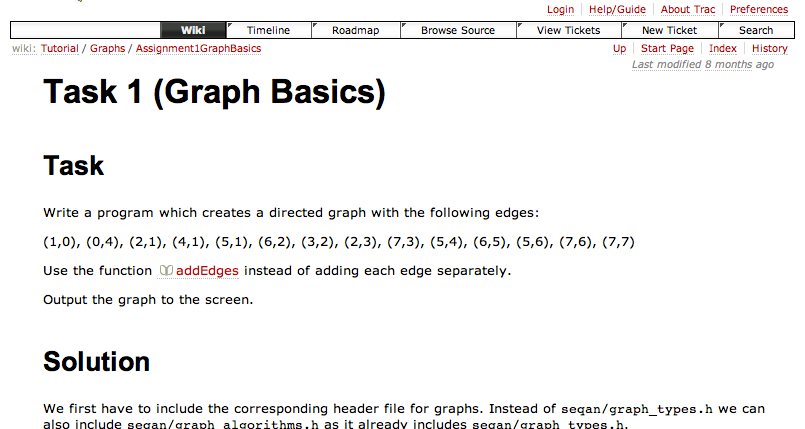 Login Help/Guide About Trac Preferences
Wiki Timeline Roadmap Browse Source View Tickets New Ticket Search
wiki: Tutorial / Graphs / Assignment1GraphBasics Up Start Page Index History
Last modified 8 months ago
Task 1 (Graph Basics)
Task
Write a program which creates a directed graph with the following edges:
(1,0), (0,4), (2,1), (4,1), (5,1), (6,2), (3,2), (2,3), (7,3), (5,4), (6,5), (5,6), (7,6), (7,7)
Use the function addEdges instead of adding each edge separately.
Output the graph to the screen.
Solution
We first have to include the corresponding header file for graphs. Instead of seqan/graph_types.h we can
also include seqan/graph_algorithms.h as it already includes seqan/graph_types.h.